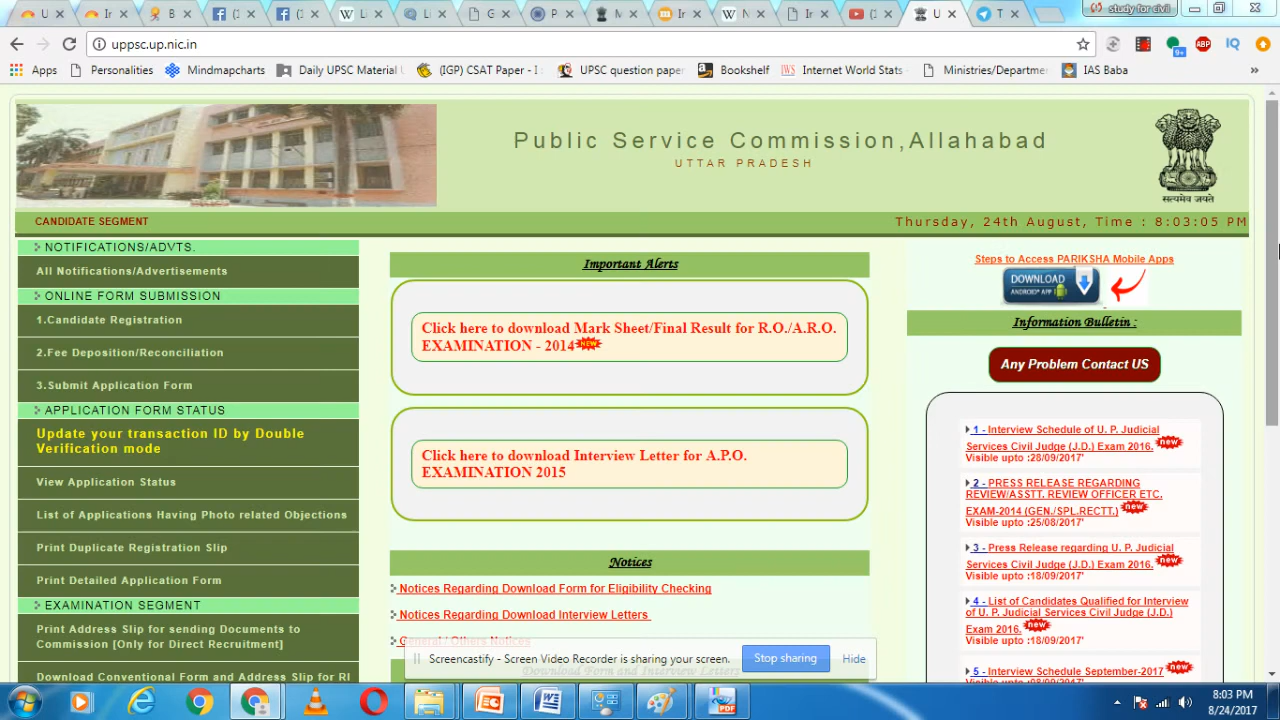 study for civil
uppsc.up.nic.in
Apps
Personalities
Mindmapcharts
Daily UPSC Material
(IGP) CSAT Paper - I
UPSC question paper
Bookshelf
Internet World Stats
Ministries/Departme
IAS Baba
Public Service Commission,Allahabad
UTTAR PRADESH
सत्यमेव जयते
CANDIDATE SEGMENT
Thursday, 24th August, Time : 8:03:05 PM
NOTIFICATIONS/ADVTS.
All Notifications/Advertisements
ONLINE FORM SUBMISSION
1.Candidate Registration
2.Fee Deposition/Reconciliation
3.Submit Application Form
APPLICATION FORM STATUS
Update your transaction ID by Double
Verification mode
View Application Status
List of Applications Having Photo related Objections
Print Duplicate Registration Slip
Print Detailed Application Form
EXAMINATION SEGMENT
Print Address Slip for sending Documents to
Commission [Only for Direct Recruitment]
Download Conventional Form and Address Slip for RI
Important Alerts
Click here to download Mark Sheet/Final Result for R.O./A.R.O.
EXAMINATION - 2014 NEW
Click here to download Interview Letter for A.P.O.
EXAMINATION 2015
Notices
Notices Regarding Download Form for Eligibility Checking
Notices Regarding Download Interview Letters
General / Others Notices
Download Form and Interview Letters
Screencastify - Screen Video Recorder is sharing your screen.
Stop sharing
Hide
Steps to Access PARIKSHA Mobile Apps
DOWNLOAD
ANDROID APP
Information Bulletin :
Any Problem Contact US
1 - Interview Schedule of U. P. Judicial
Services Civil Judge (J.D.) Exam 2016. new
Visible upto :28/09/2017'
2 - PRESS RELEASE REGARDING
REVIEW/ASSTT. REVIEW OFFICER ETC.
EXAM-2014 (GEN./SPL.RECTT.) new
Visible upto :25/08/2017'
3 - Press Release regarding U. P. Judicial
Services Civil Judge (J.D.) Exam 2016. new
Visible upto :18/09/2017'
4 - List of Candidates Qualified for Interview
of U. P. Judicial Services Civil Judge (J.D.)
Exam 2016. new
Visible upto :18/09/2017'
5 - Interview Schedule September-2017 new
8:03 PM
8/24/2017